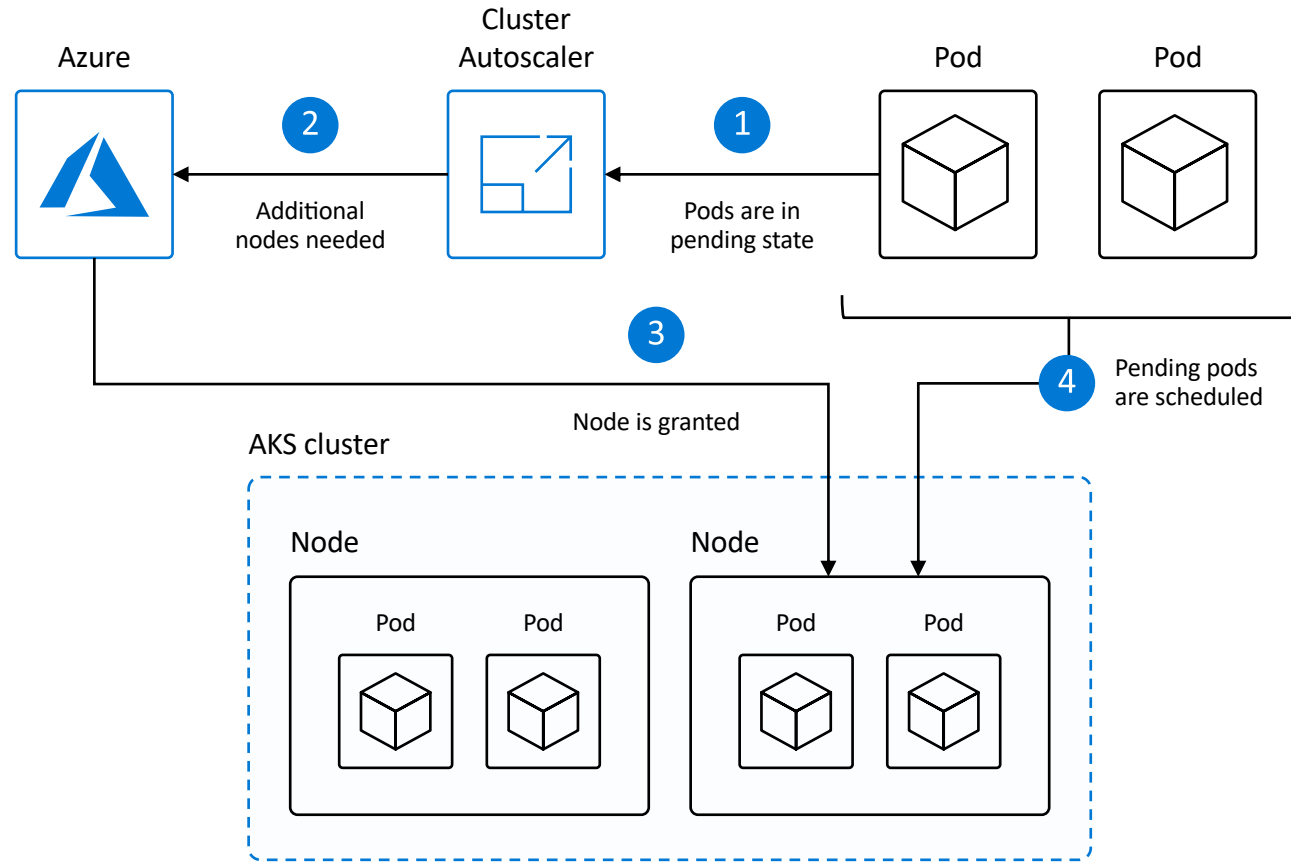 Azure
Cluster
Autoscaler
Pod
Pod
2
1
Additional
nodes needed
Pods are in
pending state
3
4
Pending pods
are scheduled
Node is granted
AKS cluster
Node
Node
Pod
Pod
Pod
Pod